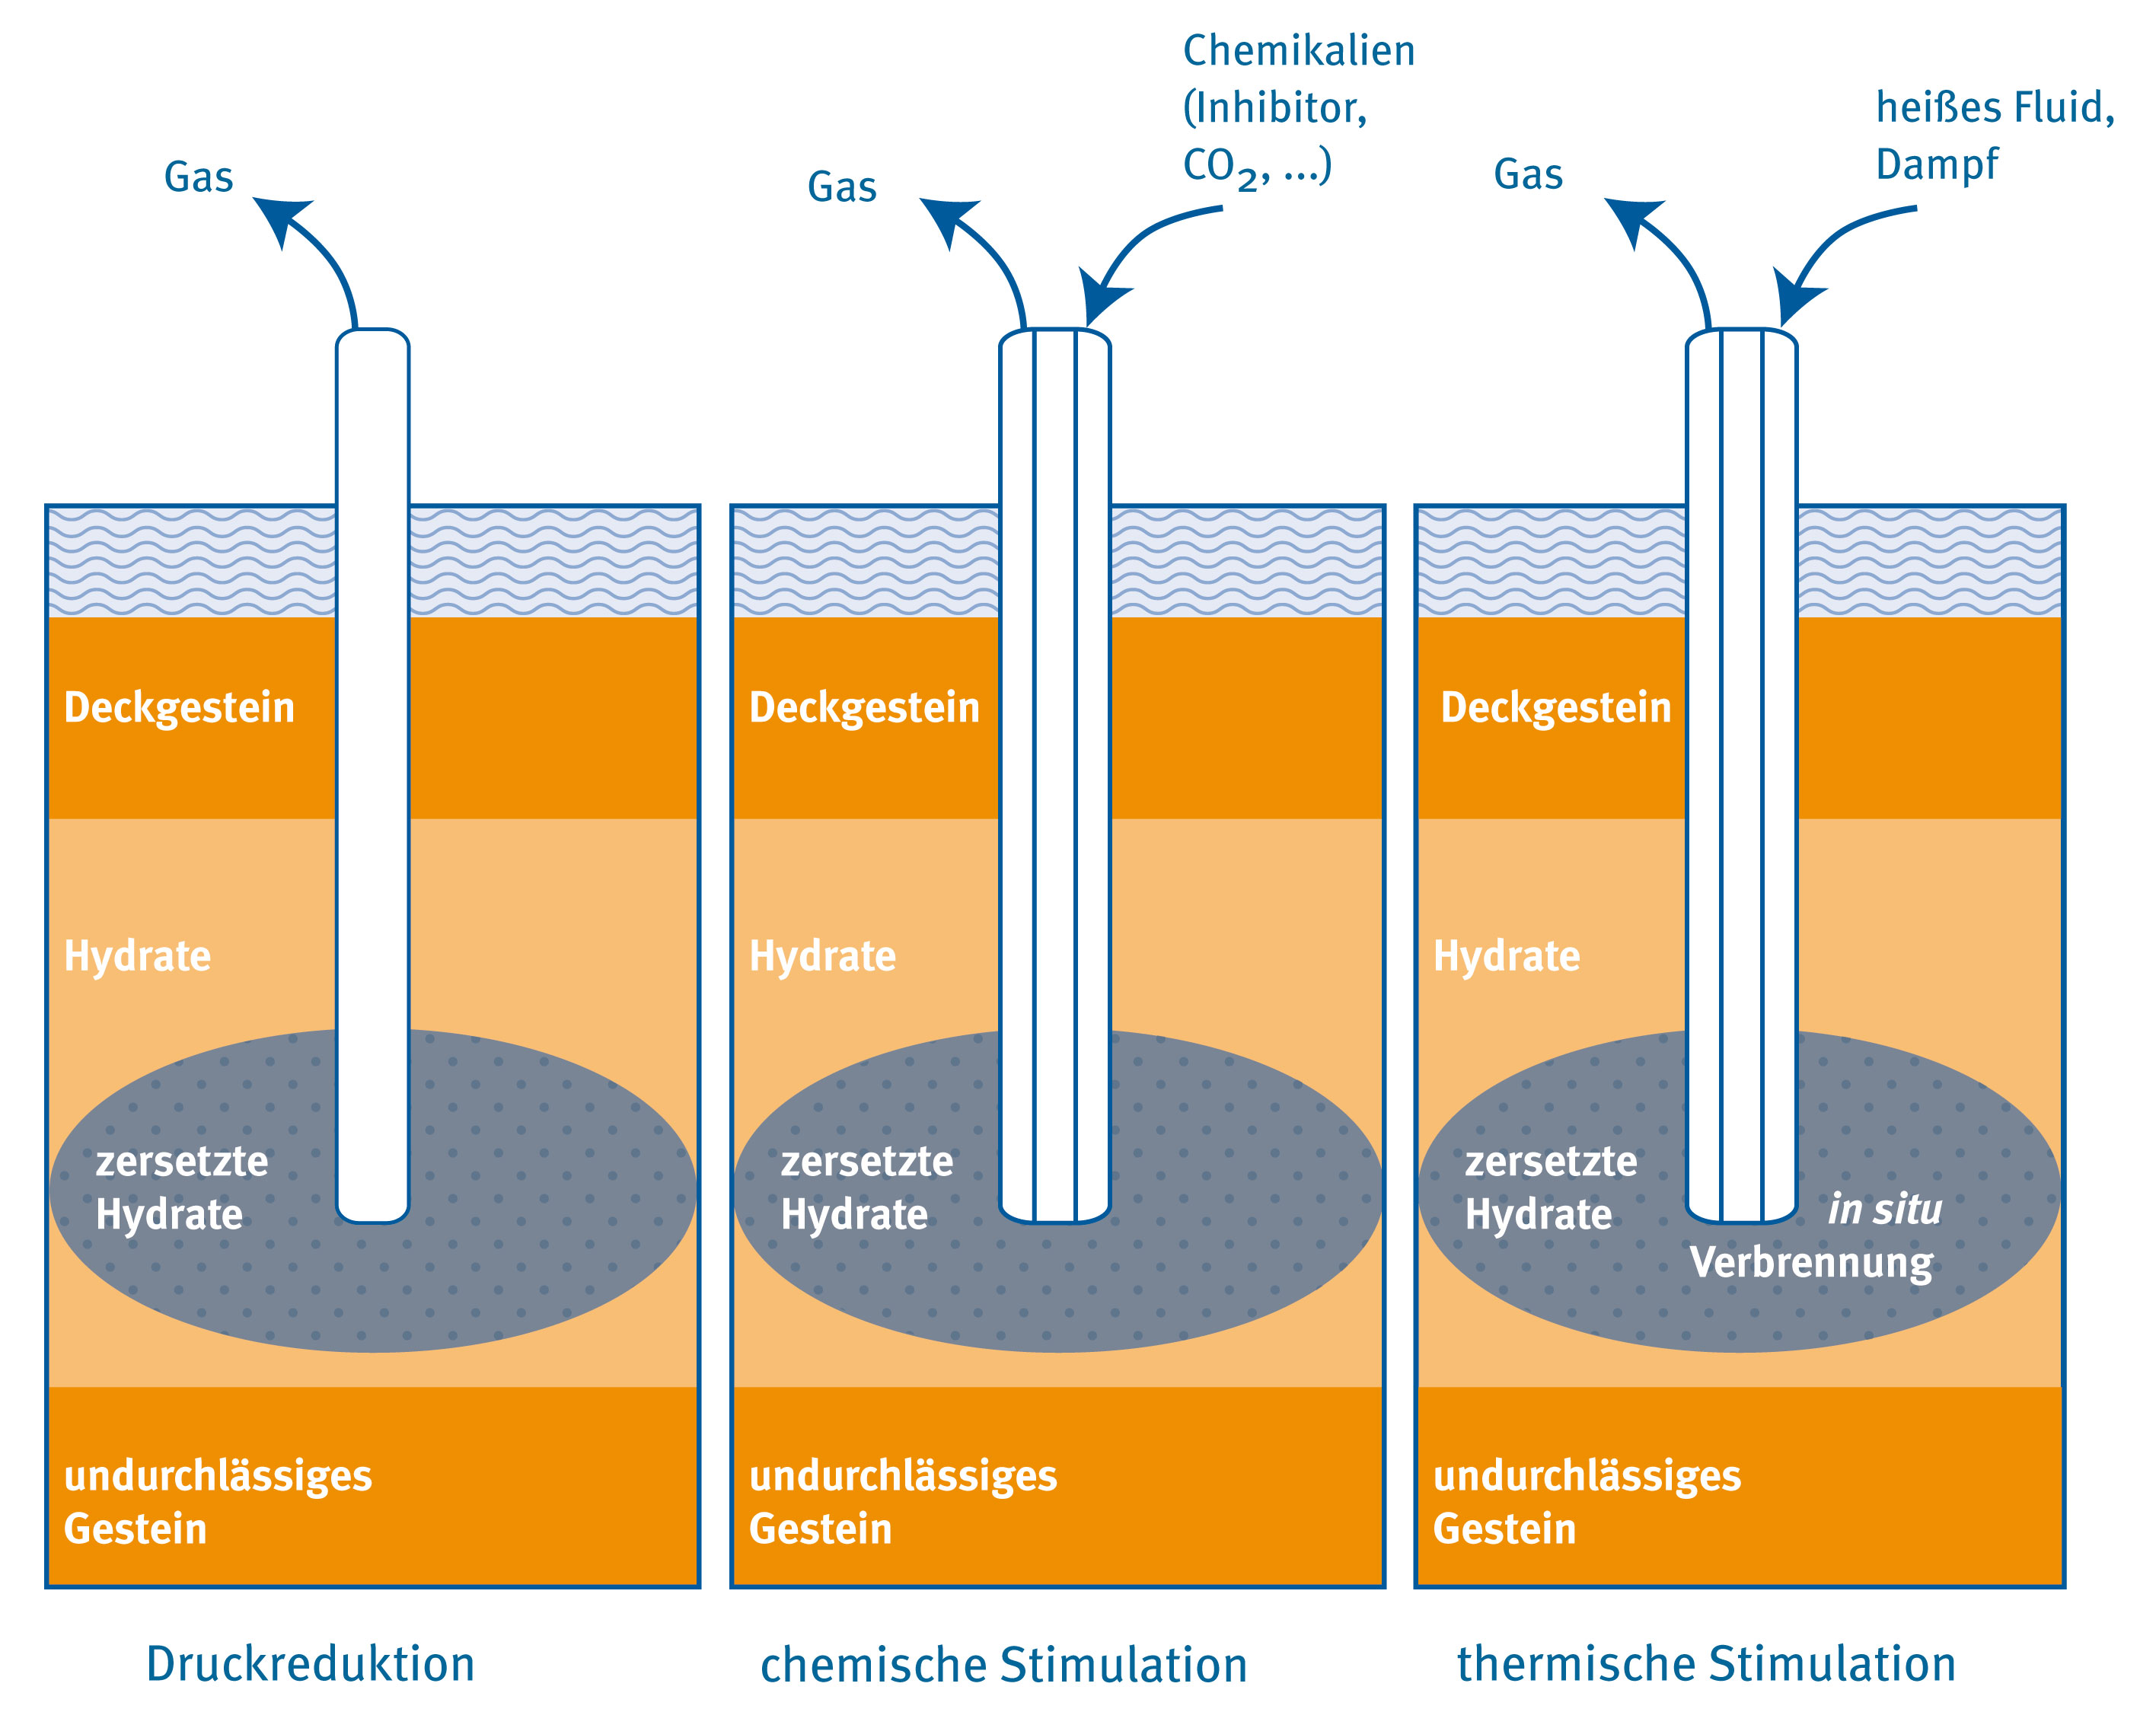 Gas
Deckgestein
Hydrate
zersetzte
Hydrate
undurchlässiges
Gestein
Druckreduktion
Gas
Chemikalien
(Inhibitor,
CO2, ...)
Deckgestein
Hydrate
zersetzte
Hydrate
undurchlässiges
Gestein
chemische Stimulation
Gas
heißes Fluid,
Dampf
Deckgestein
Hydrate
zersetzte
Hydrate
in situ
Verbrennung
undurchlässiges
Gestein
thermische Stimulation